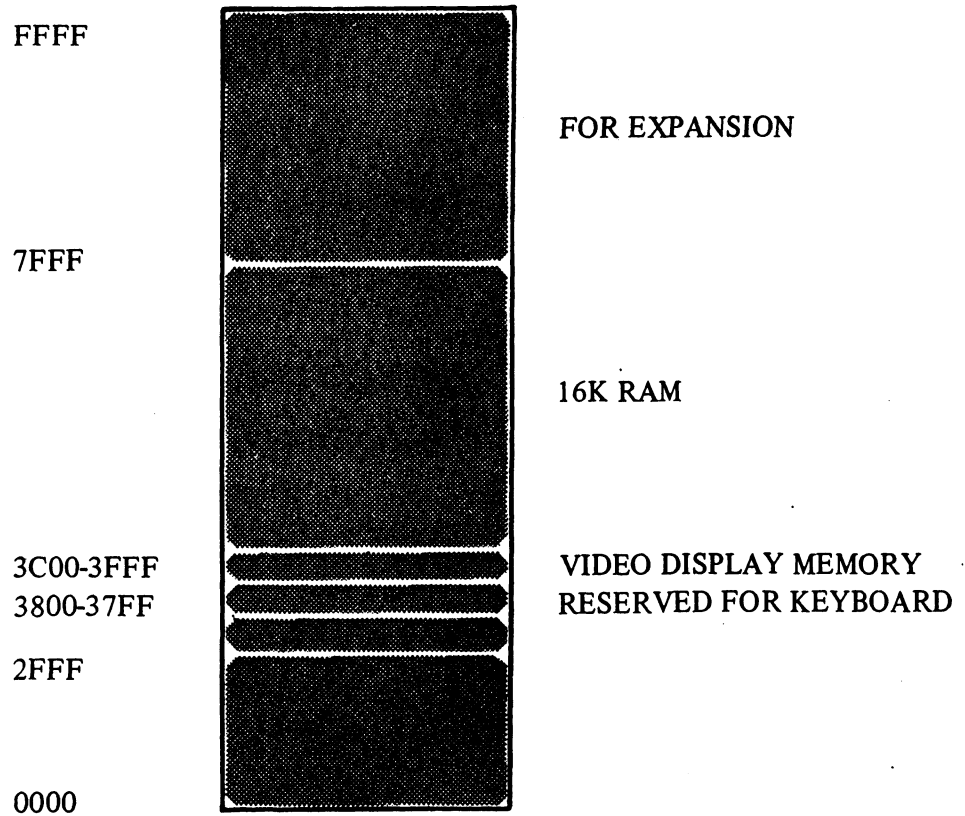 FFFF
FOR EXPANSION
7FFF
16K RAM
3C00-3FFF VIDEO DISPLAY MEMORY
3800-37FF RESERVED FOR KEYBOARD
2FFF
0000